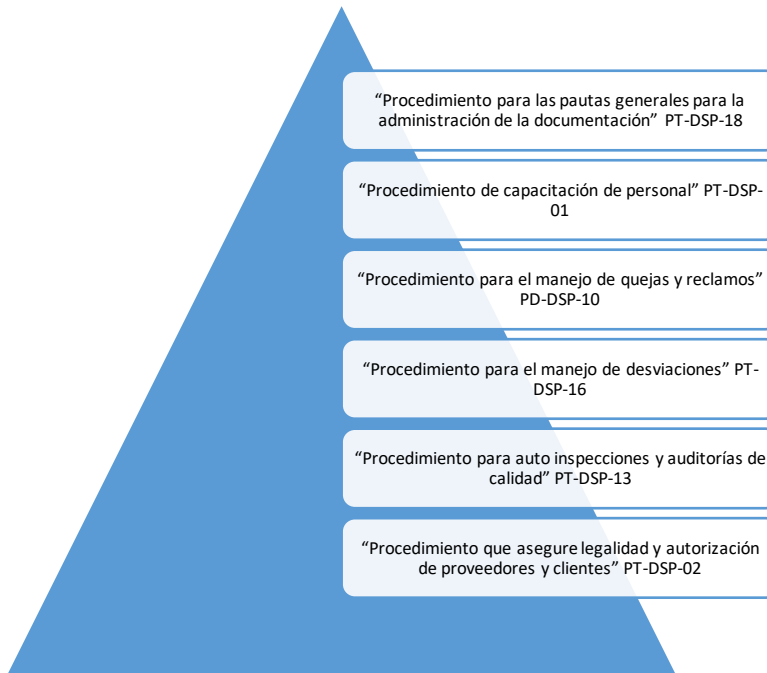 “Procedimiento para las pautas generales para la
administración de la documentación” PT-DSP-18
“Procedimiento de capacitación de personal” PT-DSP-
01
“Procedimiento para el manejo de quejas y reclamos”
PD-DSP-10
“Procedimiento para el manejo de desviaciones” PT-
DSP-16
“Procedimiento para auto inspecciones y auditorías de
calidad” PT-DSP-13
“Procedimiento que asegure legalidad y autorización
de proveedores y clientes” PT-DSP-02